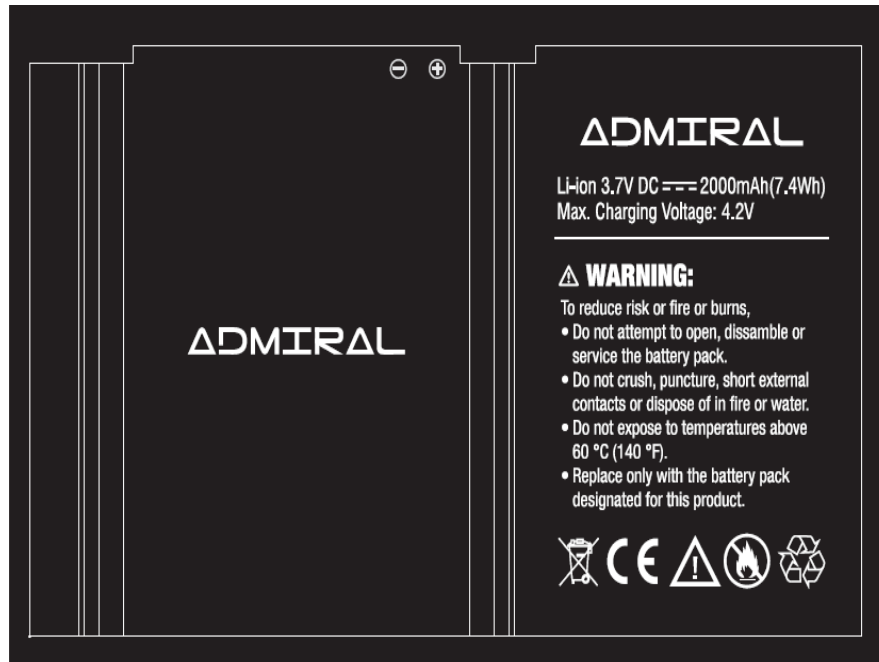 ADMIRAL
ADMIRAL
Li-ion 3.7V DC 2000mAh(7.4Wh)
Max. Charging Voltage: 4.2V
WARNING:
To reduce risk or fire or burns,
• Do not attempt to open, dissamble or
service the battery pack.
• Do not crush, puncture, short external
contacts or dispose of in fire or water.
• Do not expose to temperatures above
60 °C (140 °F).
• Replace only with the battery pack
designated for this product.
CE